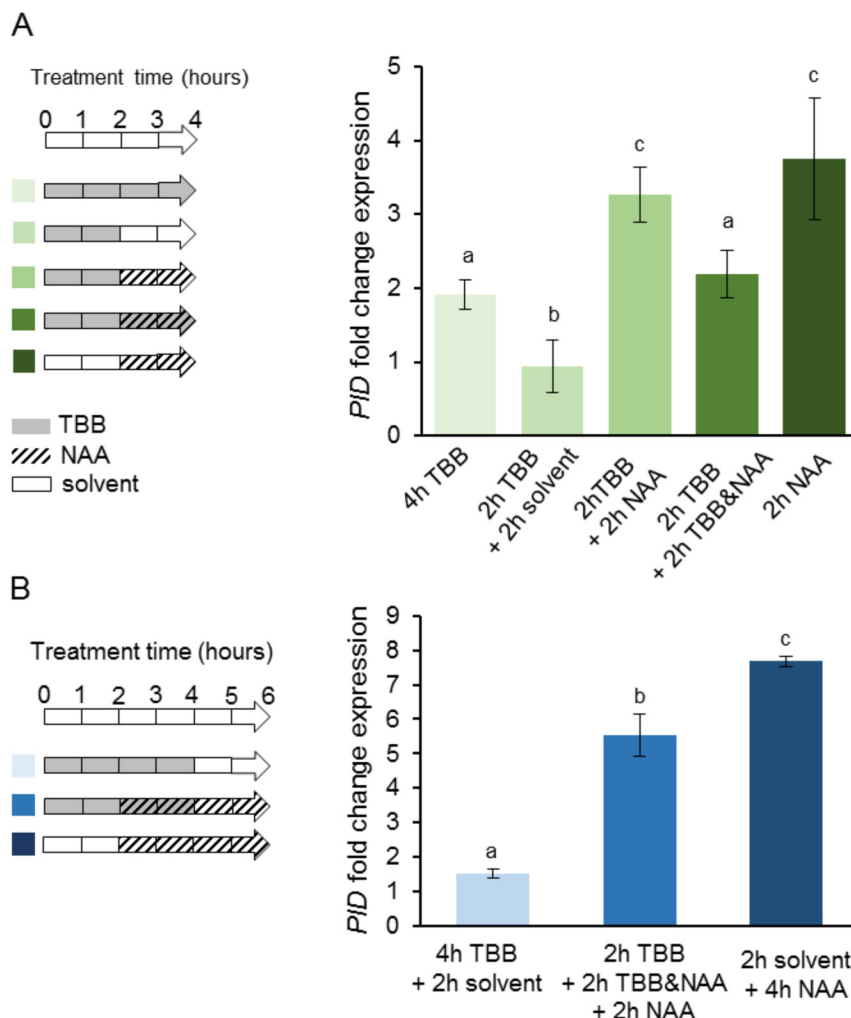 A
Treatment time (hours)
0 1 2 3 4
TBB
NAA
solvent
PID fold change expression
5
4
3
2
1
0
a
b
c
a
c
4h TBB
2h TBB
+ 2h solvent
2hTBB
+ 2h NAA
2h TBB
+ 2h TBB&NAA
2h NAA
B
Treatment time (hours)
0 1 2 3 4 5 6
PID fold change expression
9
8
7
6
5
4
3
2
1
0
a
b
c
4h TBB
+ 2h solvent
2h TBB
+ 2h TBB&NAA
+ 2h NAA
2h solvent
+ 4h NAA